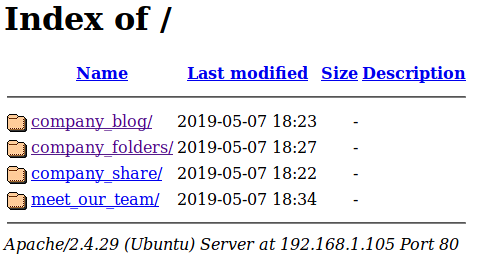 Index of /
Name Last modified Size Description
company_blog/ 2019-05-07 18:23 -
company_folders/ 2019-05-07 18:27 -
company_share/ 2019-05-07 18:22 -
meet_our_team/ 2019-05-07 18:34 -
Apache/2.4.29 (Ubuntu) Server at 192.168.1.105 Port 80